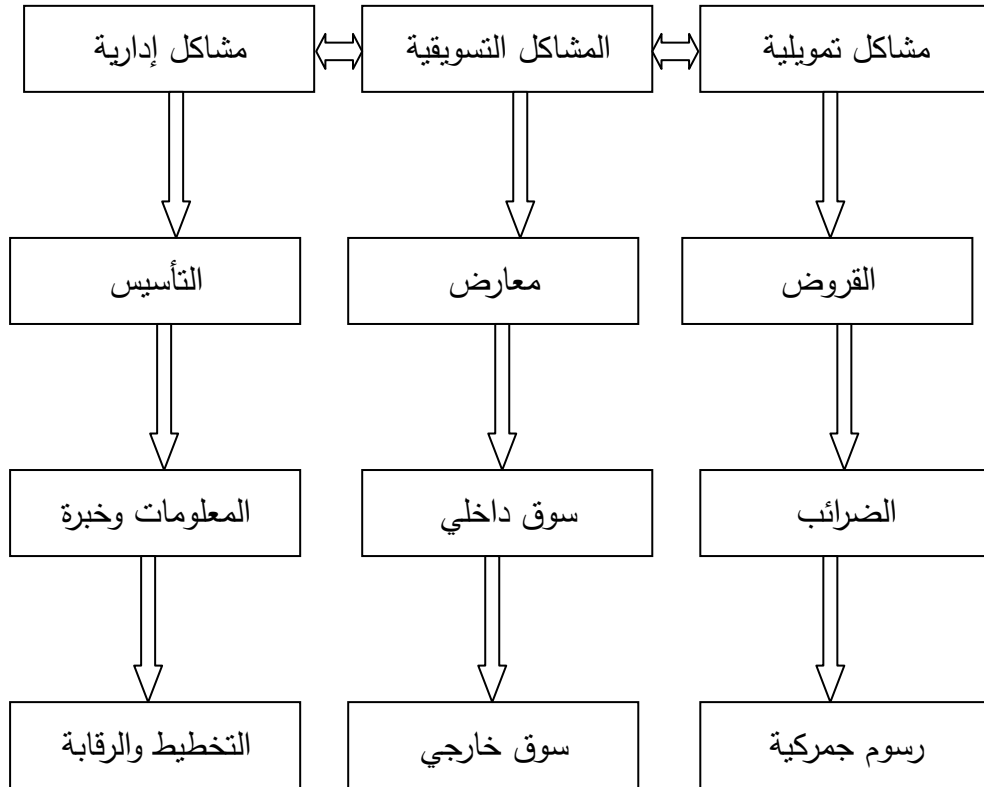 مشاكل تمويلية
المشاكل التسويقية
مشاكل إدارية
القروض
معارض
التأسيس
الضرائب
سوق داخلي
المعلومات وخبرة
رسوم جمركية
سوق خارجي
التخطيط والرقابة